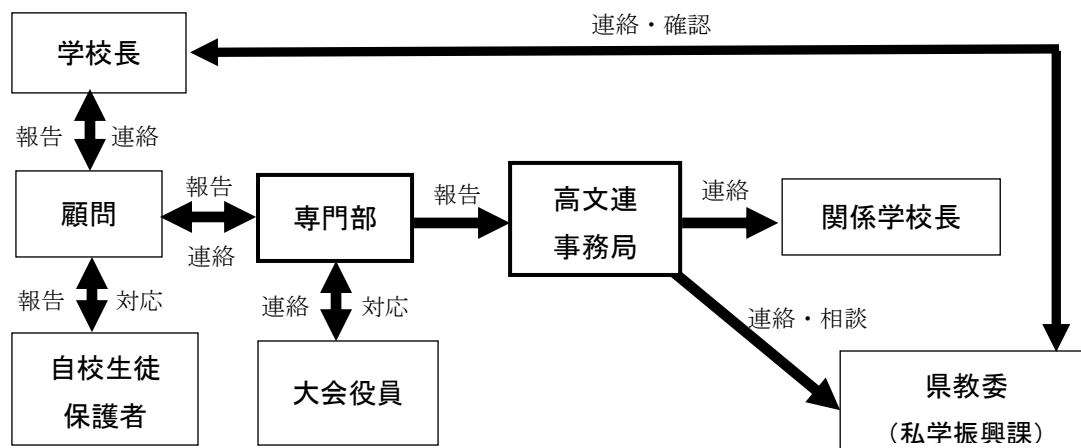 連絡・確認
学校長
報告 連絡
顧問
報告
連絡
専門部
報告
高文連
事務局
連絡
関係学校長
報告 対応
連絡 対応
連絡・相談
自校生徒
保護者
大会役員
県教委
(私学振興課)